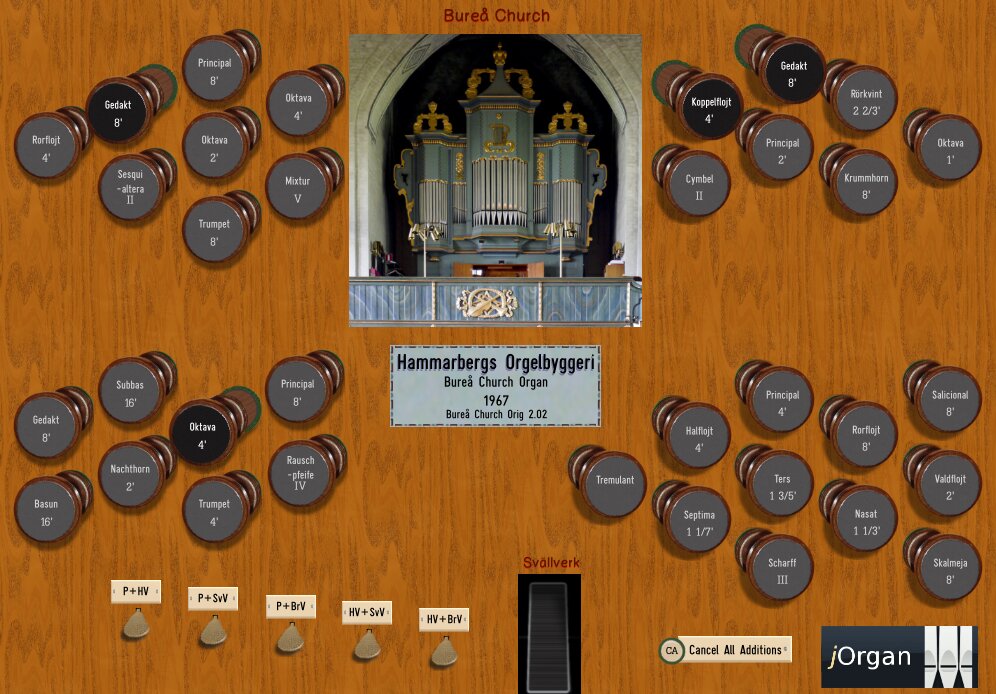 Bureå Church
Principal
8'
Gedakt
8'
Oktava
4'
Rorflojt
4'
Oktava
2'
Sesqui
-altera
II
Mixtur
V
Trumpet
8'
Gedakt
8'
Koppelflojt
4'
Rörkvint
2 2/3'
Principal
2'
Oktava
1'
Cymbel
II
Krummhorn
8'
Hammarbergs Orgelbyggeri
Bureå Church Organ
1967
Bureå Church Orig 2.02
Subbas
16'
Principal
8'
Gedakt
8'
Oktava
4'
Nachthorn
2'
Rausch
-pfeife
IV
Basun
16'
Trumpet
4'
Principal
4'
Salicional
8'
Halflojt
4'
Rorflojt
8'
Tremulant
Ters
1 3/5'
Valdflojt
2'
Septima
1 1/7'
Nasat
1 1/3'
Scharff
III
Skalmeja
8'
Svällverk
P+HV
P+SvV
P+BrV
HV+SvV
HV+BrV
CA
Cancel All Additions
jOrgan